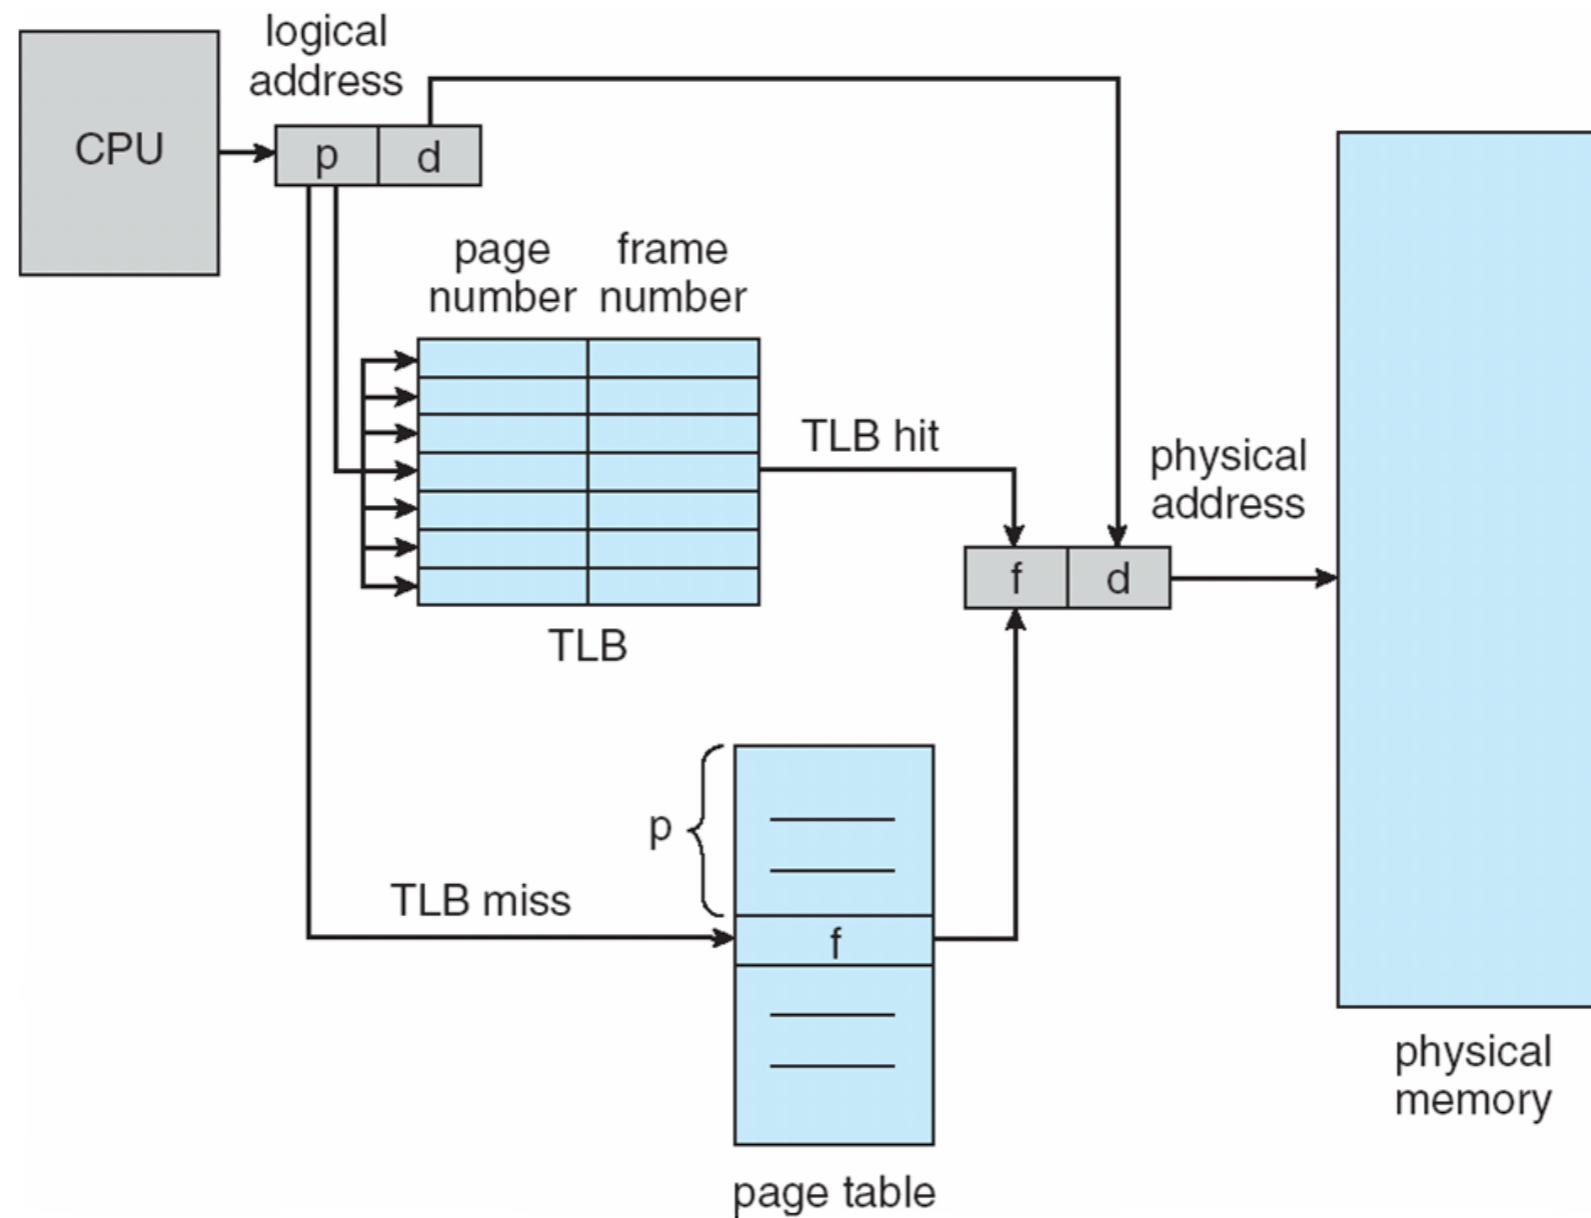 logical
address
CPU
p
d
page
number
frame
number
TLB hit
physical
address
f
d
TLB
p
TLB miss
f
physical
memory
page table